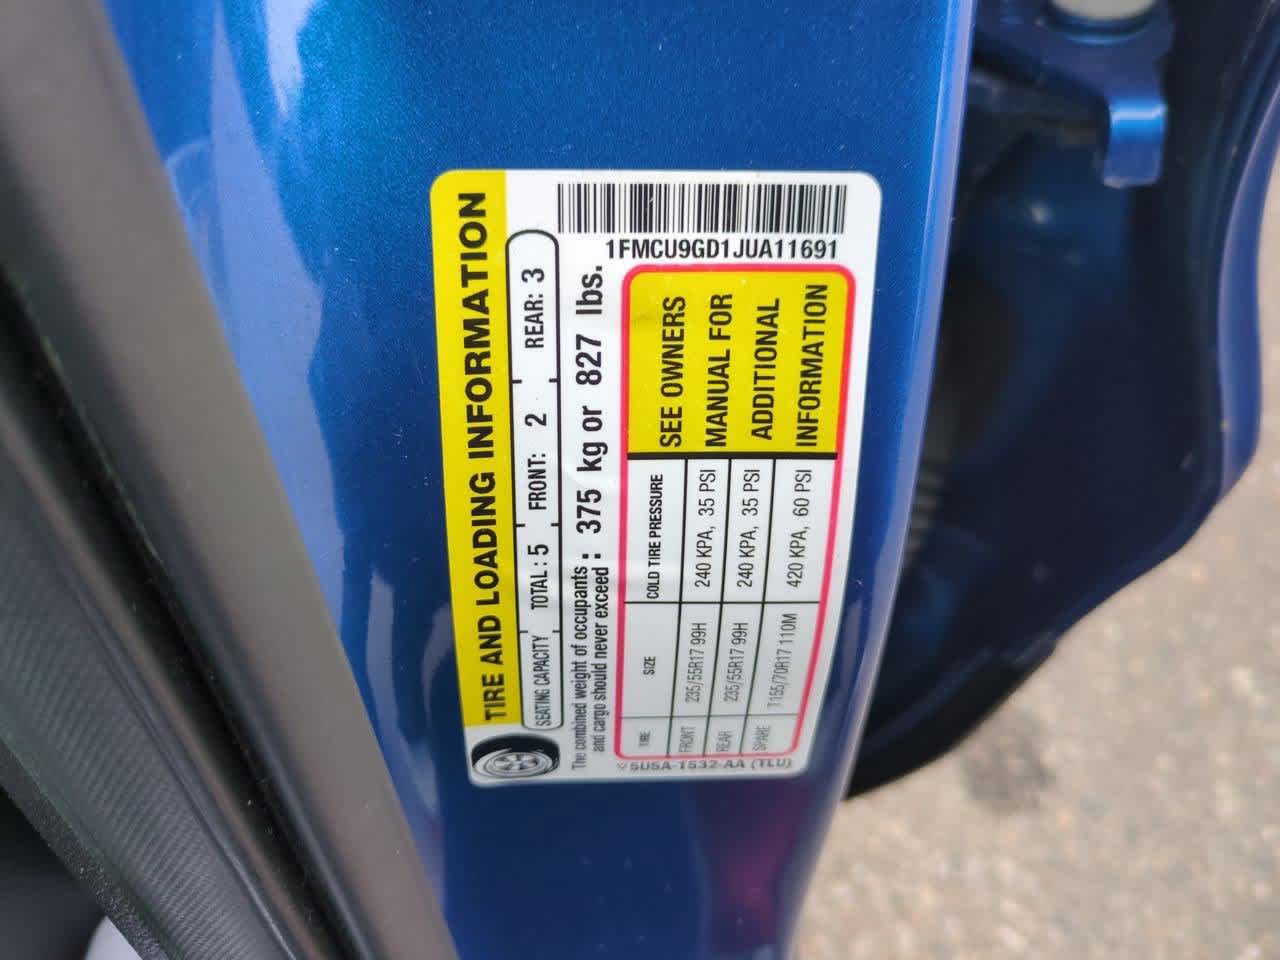 TIRE AND LOADING INFORMATION
SEATING CAPACITY TOTAL: 5 FRONT: 2 REAR: 3
The combined weight of occupants
and cargo should never exceed : 375 kg or 827 lbs.
TIRE SIZE COLD TIRE PRESSURE
FRONT 235/55R17 99H 240 KPA, 35 PSI
REAR 235/55R17 99H 240 KPA, 35 PSI
SPARE T155/70R17 110M 420 KPA, 60 PSI
SEE OWNERS
MANUAL FOR
ADDITIONAL
INFORMATION
5U5A-1532-AA (TLU)
1FMCU9GD1JUA11691